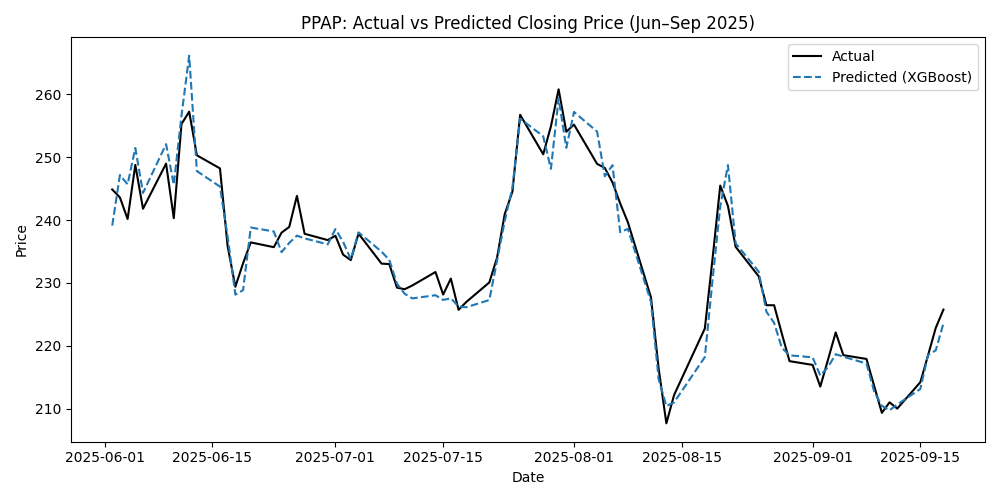 PPAP: Actual vs Predicted Closing Price (Jun–Sep 2025)
Actual
Predicted (XGBoost)
Price
260
250
240
230
220
210
2025-06-01
2025-06-15
2025-07-01
2025-07-15
2025-08-01
2025-08-15
2025-09-01
2025-09-15
Date